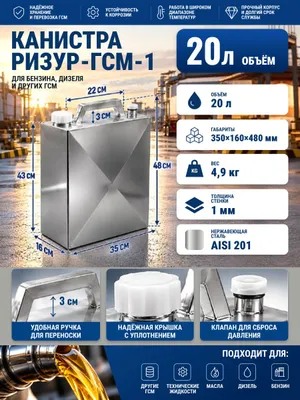 НАДЁЖНОЕ
ХРАНЕНИЕ И
ПЕРЕВОЗКА ГСМ
УСТОЙЧИВОСТЬ
К КОРРОЗИИ
РАБОТА В ШИРОКОМ
ДИАПАЗОНЕ
ТЕМПЕРАТУР
ПРОЧНЫЙ КОРПУС
И ДОЛГИЙ СРОК
СЛУЖБЫ
КАНИСТРА
РИЗУР-ГСМ-1
ДЛЯ БЕНЗИНА, ДИЗЕЛЯ
И ДРУГИХ ГСМ
20л ОБЪЁМ
22 СМ
3 СМ
43
СМ
48
СМ
16
СМ
35
СМ
ОБЪЁМ
20 л
ГАБАРИТЫ
350×160×480 мм
KG
ВЕС
4,9 кг
ТОЛЩИНА
СТЕНКИ
1 мм
НЕРЖАВЕЮЩАЯ
СТАЛЬ
AISI 201
3 СМ
УДОБНАЯ РУЧКА
ДЛЯ ПЕРЕНОСКИ
НАДЁЖНАЯ КРЫШКА
С УПЛОТНЕНИЕМ
КЛАПАН ДЛЯ СБРОСА
ДАВЛЕНИЯ
ПОДХОДИТ ДЛЯ:
ДРУГИЕ
ГСМ
ТЕХНИЧЕСКИЕ
ЖИДКОСТИ
МАСЛА
ДИЗЕЛЬ
БЕНЗИН